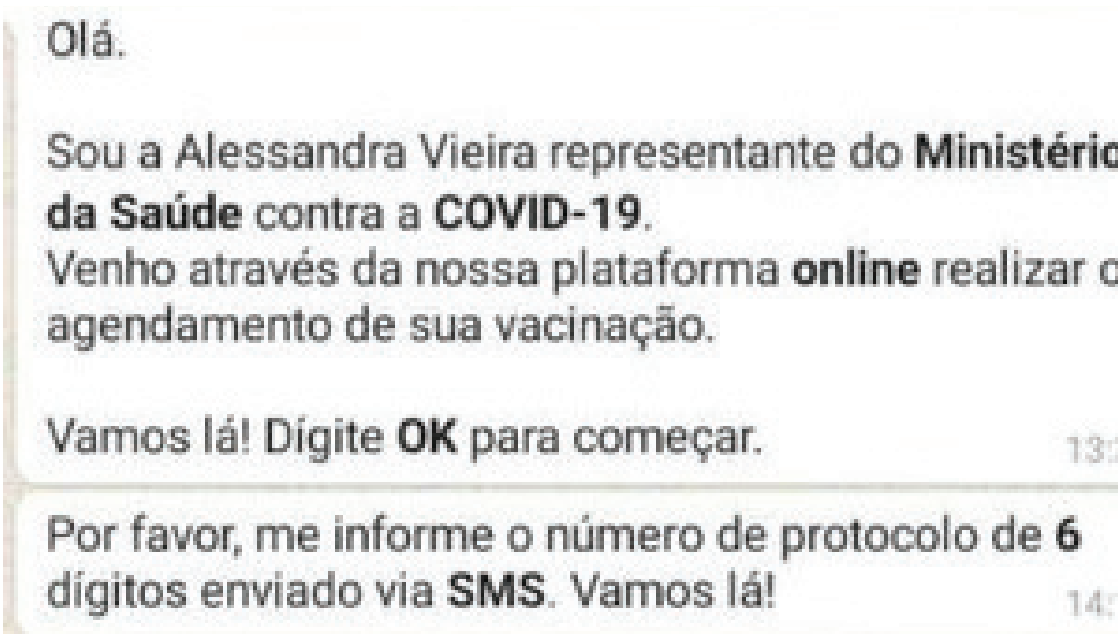 Olá.
Sou a Alessandra Vieira representante do Ministério
da Saúde contra a COVID-19.
Venho através da nossa plataforma online realizar o
agendamento de sua vacinação.
Vamos lá! Digite OK para começar.
Por favor, me informe o número de protocolo de 6
dígitos enviado via SMS. Vamos lá!